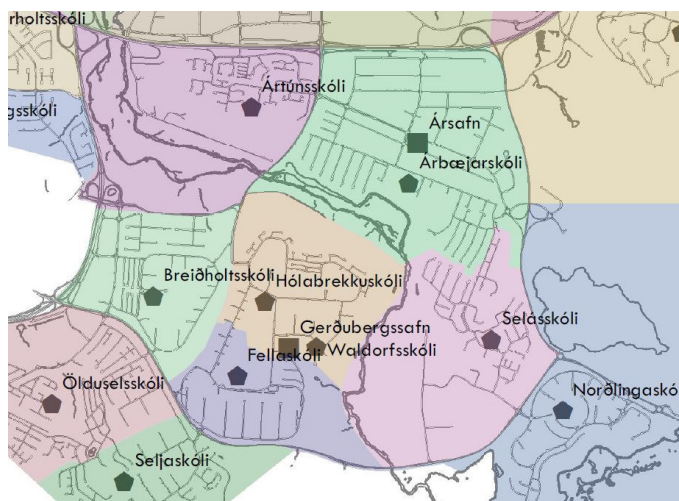 rholtsskóli
Ártúnsskóli
gsskóli
Ársafn
Árbæjarskóli
Breiðholtsskóli
Hólabrekkuskóli
Gerðubergssafn
Selásskóli
Fellaskóli
Waldorfsskóli
Ölduselsskóli
Norðlingaskó
Seljaskóli